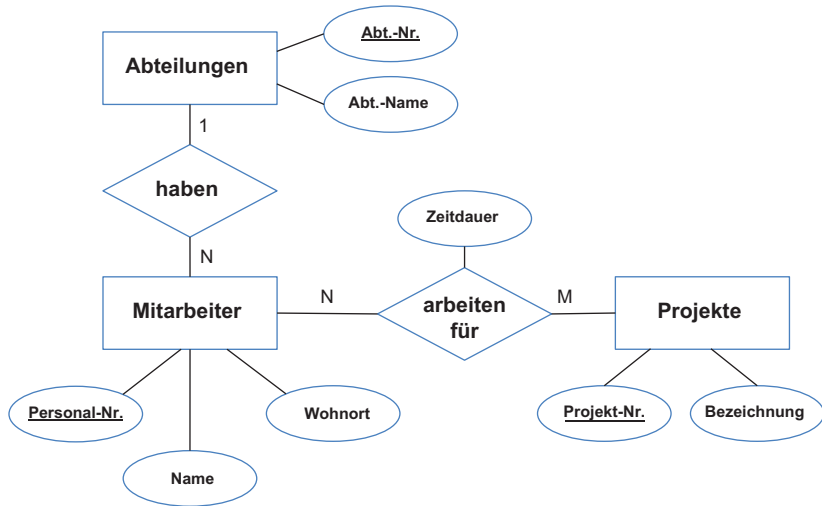 Abt.-Nr.
Abteilungen
Abt.-Name
1
haben
Zeitdauer
N
Mitarbeiter
N
arbeiten
für
M
Projekte
Personal-Nr.
Wohnort
Projekt-Nr.
Bezeichnung
Name